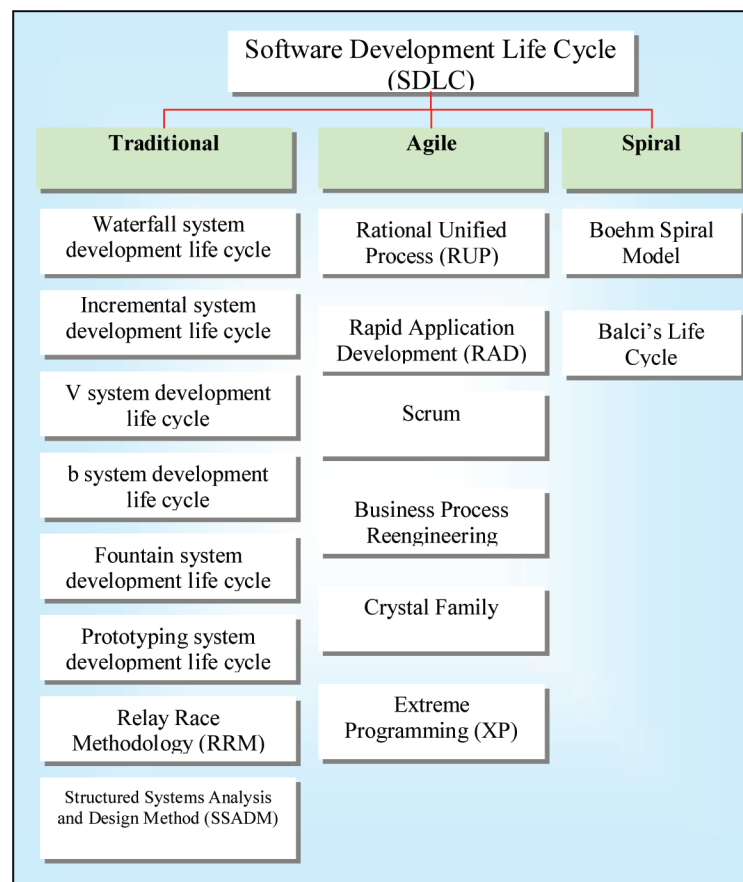 Software Development Life Cycle
(SDLC)
Traditional
Agile
Spiral
Waterfall system
development life cycle
Incremental system
development life cycle
V system development
life cycle
b system development
life cycle
Fountain system
development life cycle
Prototyping system
development life cycle
Relay Race
Methodology (RRM)
Structured Systems Analysis
and Design Method (SSADM)
Rational Unified
Process (RUP)
Rapid Application
Development (RAD)
Scrum
Business Process
Reengineering
Crystal Family
Extreme
Programming (XP)
Boehm Spiral
Model
Balci’s Life
Cycle